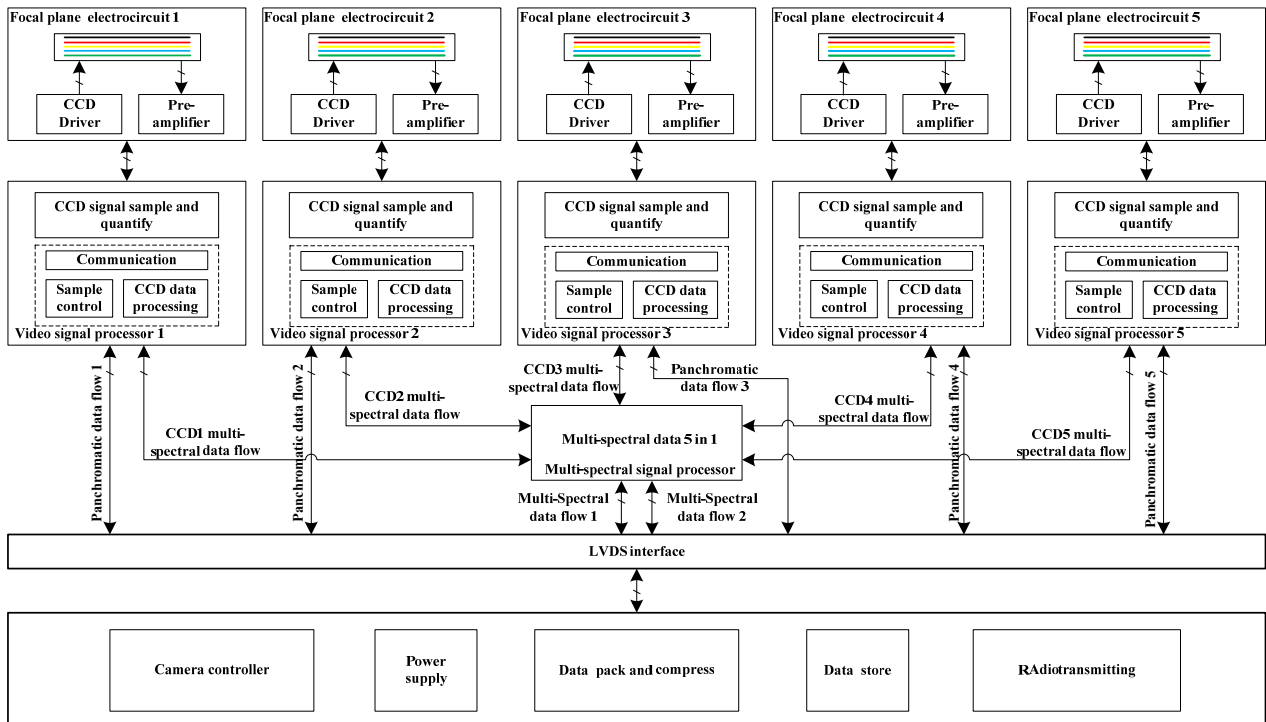 Focal plane electrocircuit 1
CCD
Driver
Pre-
amplifier
Focal plane electrocircuit 2
CCD
Driver
Pre-
amplifier
Focal plane electrocircuit 3
CCD
Driver
Pre-
amplifier
Focal plane electrocircuit 4
CCD
Driver
Pre-
amplifier
Focal plane electrocircuit 5
CCD
Driver
Pre-
amplifier
CCD signal sample and
quantify
Communication
Sample
control
CCD data
processing
Video signal processor 1
CCD signal sample and
quantify
Communication
Sample
control
CCD data
processing
Video signal processor 2
CCD signal sample and
quantify
Communication
Sample
control
CCD data
processing
Video signal processor 3
CCD signal sample and
quantify
Communication
Sample
control
CCD data
processing
Video signal processor 4
CCD signal sample and
quantify
Communication
Sample
control
CCD data
processing
Video signal processor 5
Panchromatic data flow 1
CCD1 multi-
spectral data flow
Panchromatic data flow 2
CCD2 multi-
spectral data flow
CCD3 multi-
spectral data flow
Panchromatic
data flow 3
CCD4 multi-
spectral data flow
Panchromatic data flow 4
CCD5 multi-
spectral data flow
Panchromatic data flow 5
Multi-spectral data 5 in 1
Multi-spectral signal processor
Multi-Spectral
data flow 1
Multi-Spectral
data flow 2
LVDS interface
Camera controller
Power
supply
Data pack and compress
Data store
RAdiotransmitting